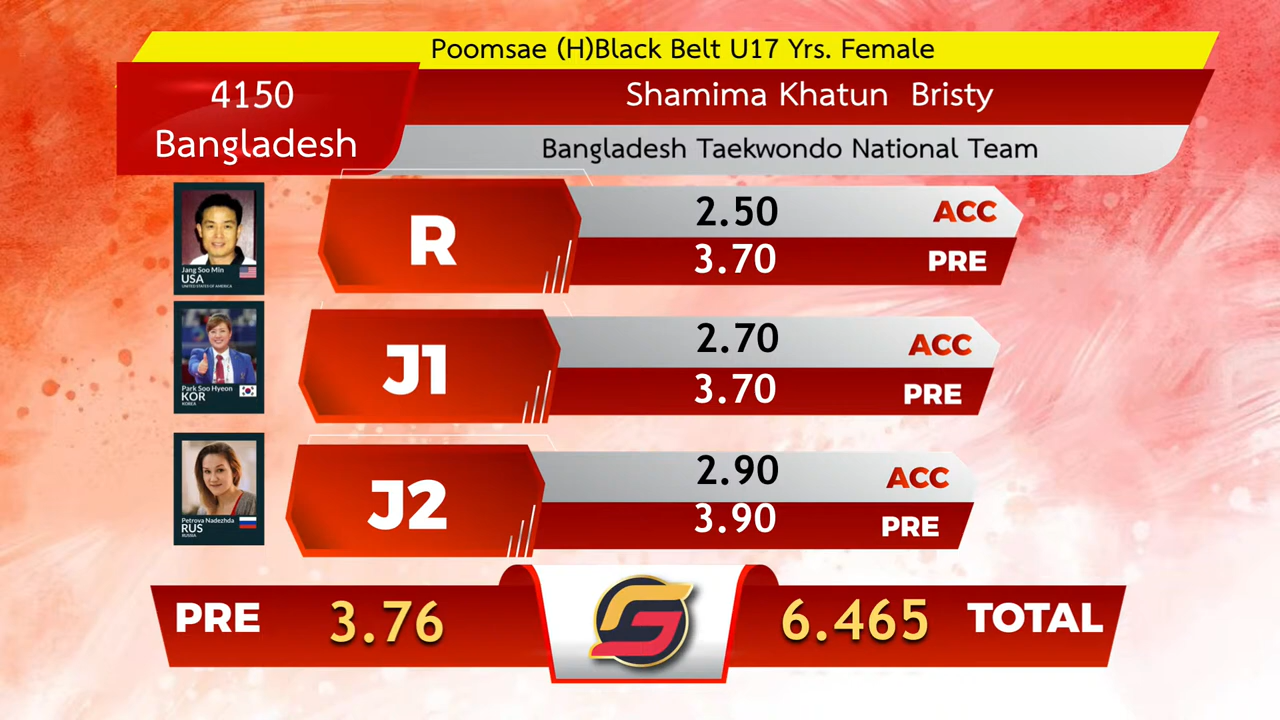 Poomsae (H)Black Belt U17 Yrs. Female
4150
Shamima Khatun Bristy
Bangladesh
Bangladesh Taekwondo National Team
Jang Soo Min
USA
UNITED STATES OF AMERICA
R
2.50 ACC
3.70 PRE
Park Soo Hyeon
KOR
KOREA
J1
2.70 ACC
3.70 PRE
Petrova Nadezhda
RUS
RUSSIA
J2
2.90 ACC
3.90 PRE
PRE 3.76
6.465 TOTAL